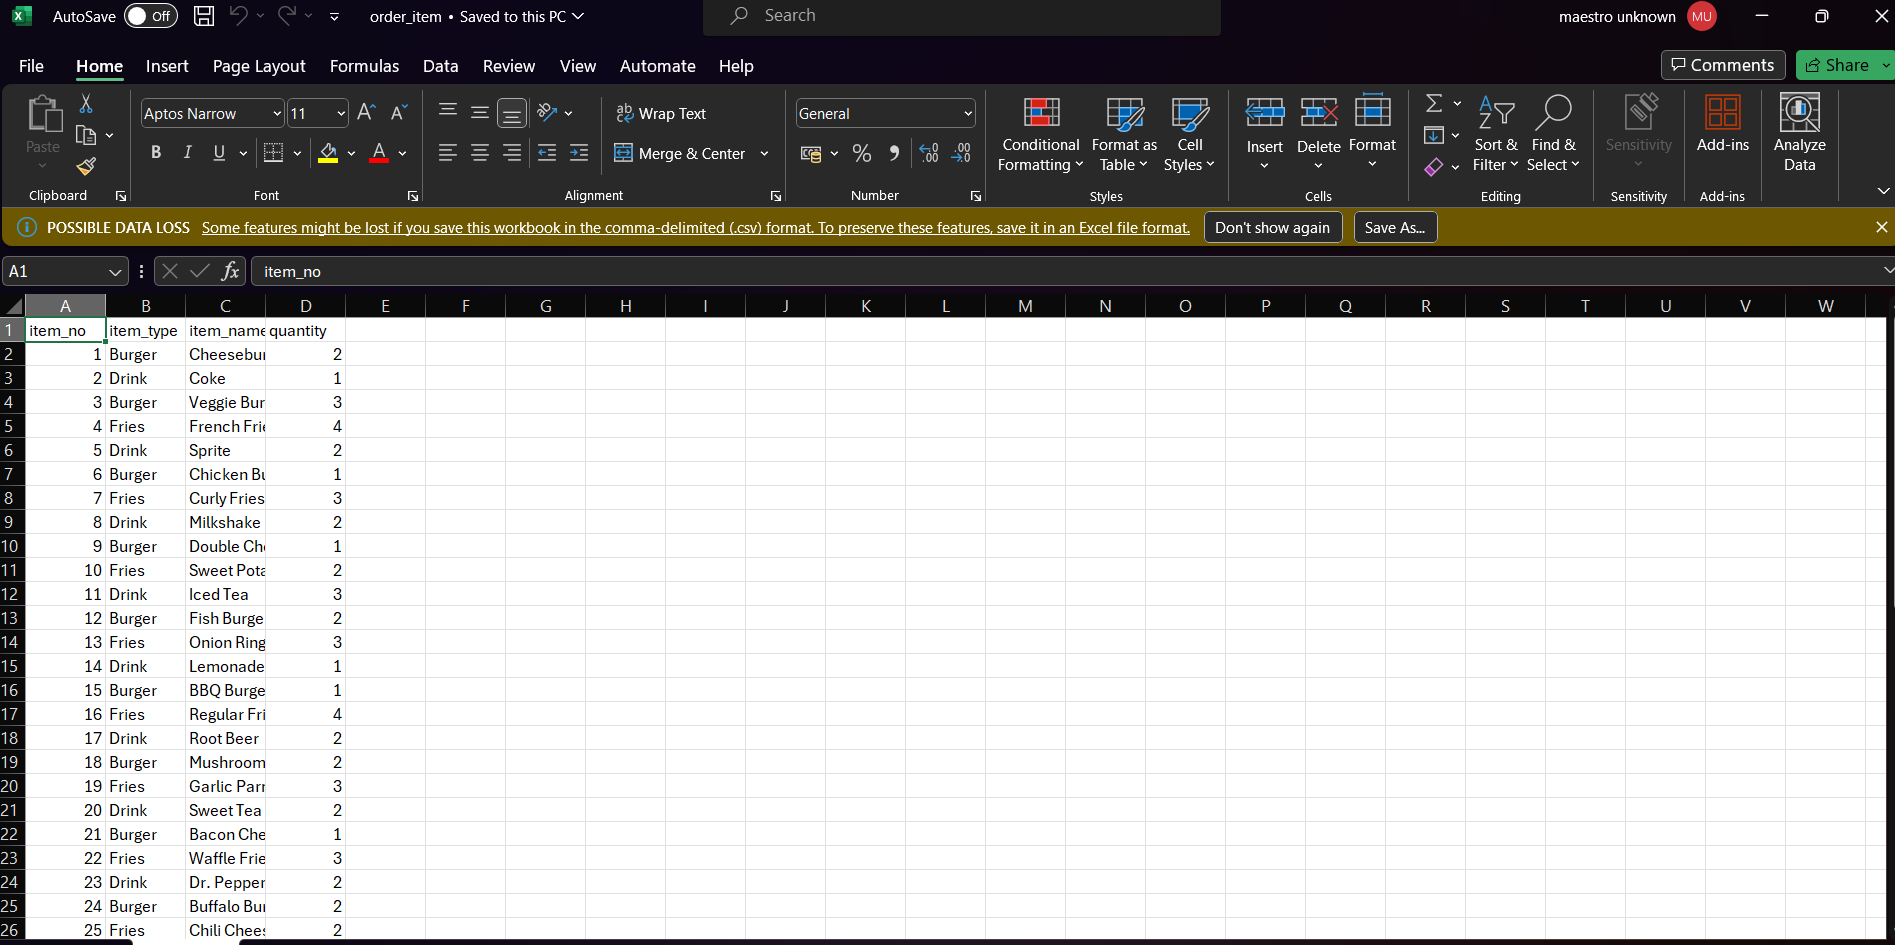 AutoSave Off order_item • Saved to this PC Search maestro unknown MU
File Home Insert Page Layout Formulas Data Review View Automate Help Comments Share
Paste
Clipboard
Aptos Narrow 11
B I U
Font
Wrap Text
Merge & Center
Alignment
General
Number
Conditional Formatting
Format as Table
Cell Styles
Styles
Insert Delete Format
Cells
Sort & Filter
Find & Select
Editing
Sensitivity
Sensitivity
Add-ins
Add-ins
Analyze Data
POSSIBLE DATA LOSS Some features might be lost if you save this workbook in the comma-delimited (.csv) format. To preserve these features, save it in an Excel file format. Don't show again Save As...
A1 fx item_no
A B C D E F G H I J K L M N O P Q R S T U V W
1 item_no item_type item_name quantity
2 1 Burger Cheesebur 2
3 2 Drink Coke 1
4 3 Burger Veggie Bur 3
5 4 Fries French Frie 4
6 5 Drink Sprite 2
7 6 Burger Chicken Bu 1
8 7 Fries Curly Fries 3
9 8 Drink Milkshake 2
10 9 Burger Double Che 1
11 10 Fries Sweet Pota 2
12 11 Drink Iced Tea 3
13 12 Burger Fish Burge 2
14 13 Fries Onion Ring 3
15 14 Drink Lemonade 1
16 15 Burger BBQ Burge 1
17 16 Fries Regular Fri 4
18 17 Drink Root Beer 2
19 18 Burger Mushroom 2
20 19 Fries Garlic Parm 3
21 20 Drink Sweet Tea 2
22 21 Burger Bacon Che 1
23 22 Fries Waffle Frie 3
24 23 Drink Dr. Pepper 2
25 24 Burger Buffalo Bur 2
26 25 Fries Chili Chees 2